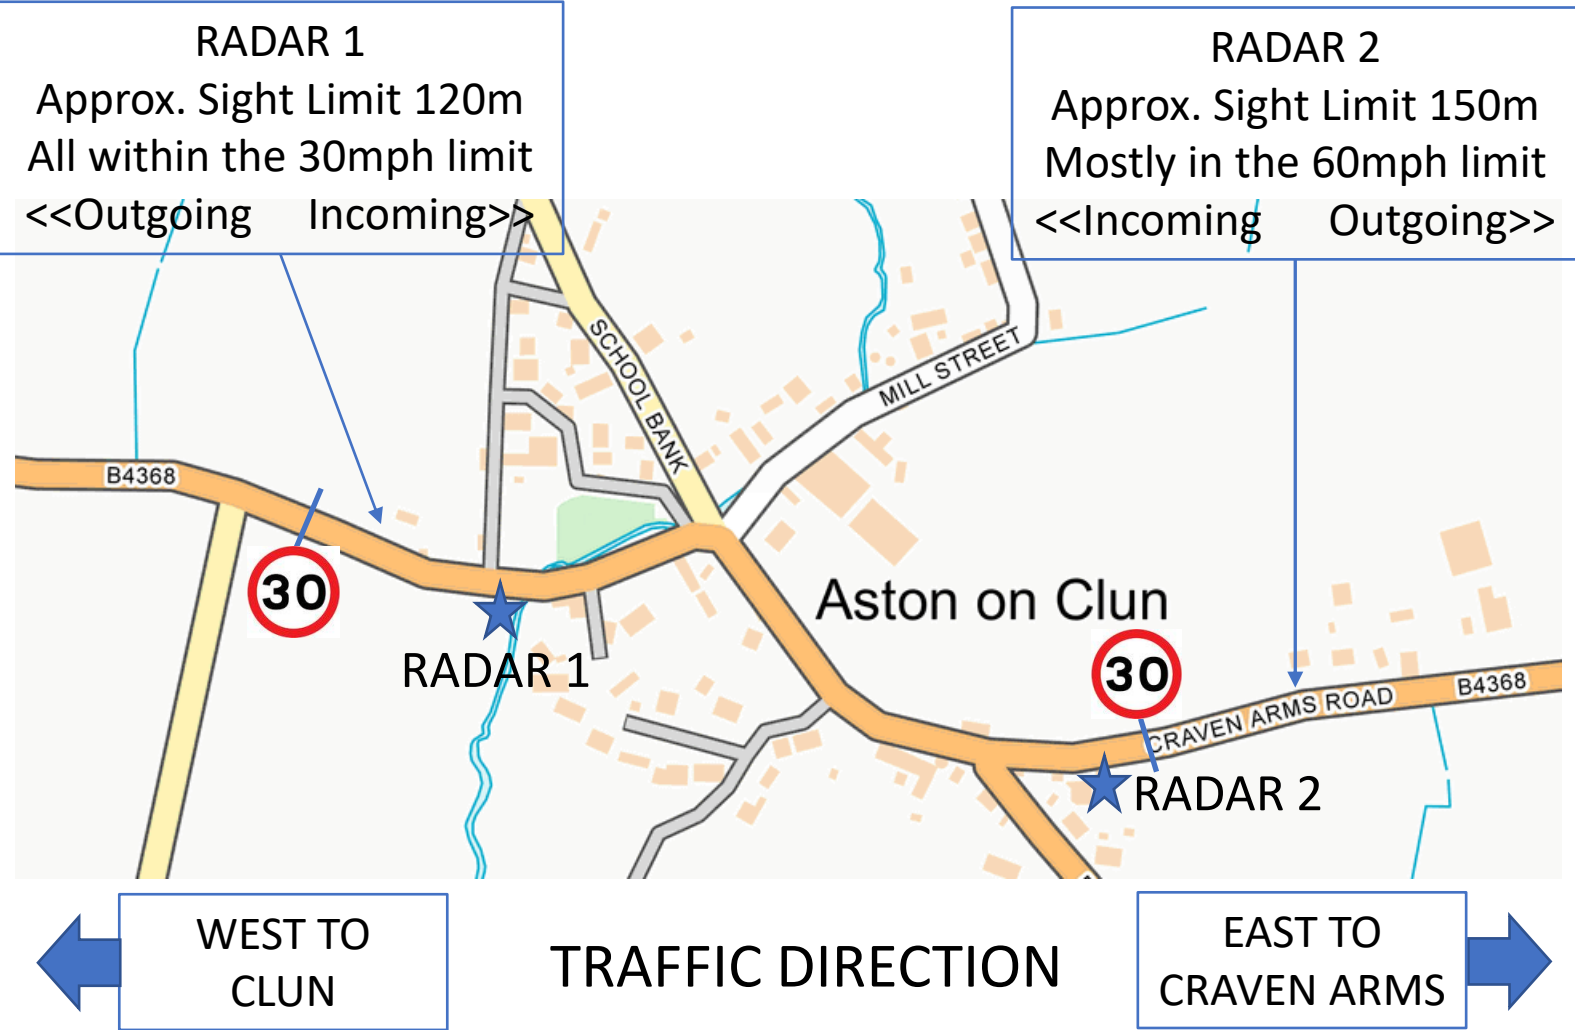 RADAR 1
Approx. Sight Limit 120m
All within the 30mph limit
<<Outgoing Incoming>>
RADAR 2
Approx. Sight Limit 150m
Mostly in the 60mph limit
<<Incoming Outgoing>>
SCHOOL BANK
MILL STREET
B4368
30
Aston on Clun
RADAR 1
30
CRAVEN ARMS ROAD
B4368
RADAR 2
WEST TO
CLUN
TRAFFIC DIRECTION
EAST TO
CRAVEN ARMS